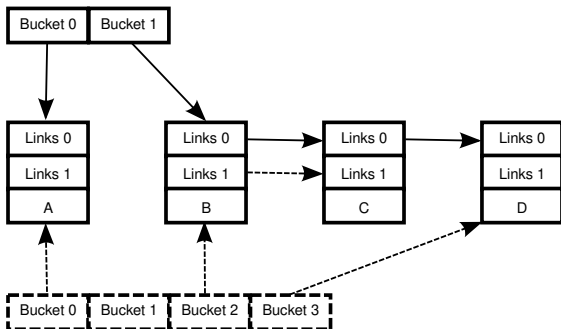 Bucket 0 Bucket 1
Links 0 Links 0 Links 0 Links 0
Links 1 Links 1 Links 1 Links 1
A B C D
Bucket 0 Bucket 1 Bucket 2 Bucket 3